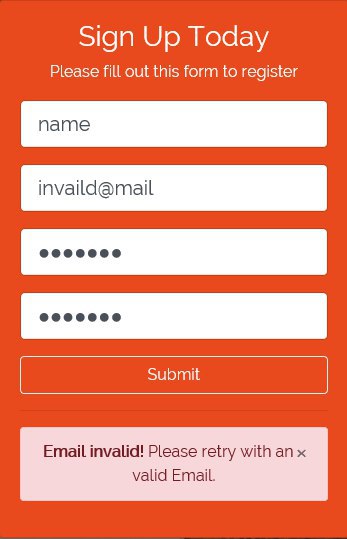 Sign Up Today
Please fill out this form to register
name
invaild@mail
●●●●●●●
●●●●●●●
Submit
Email invalid! Please retry with an ×
valid Email.